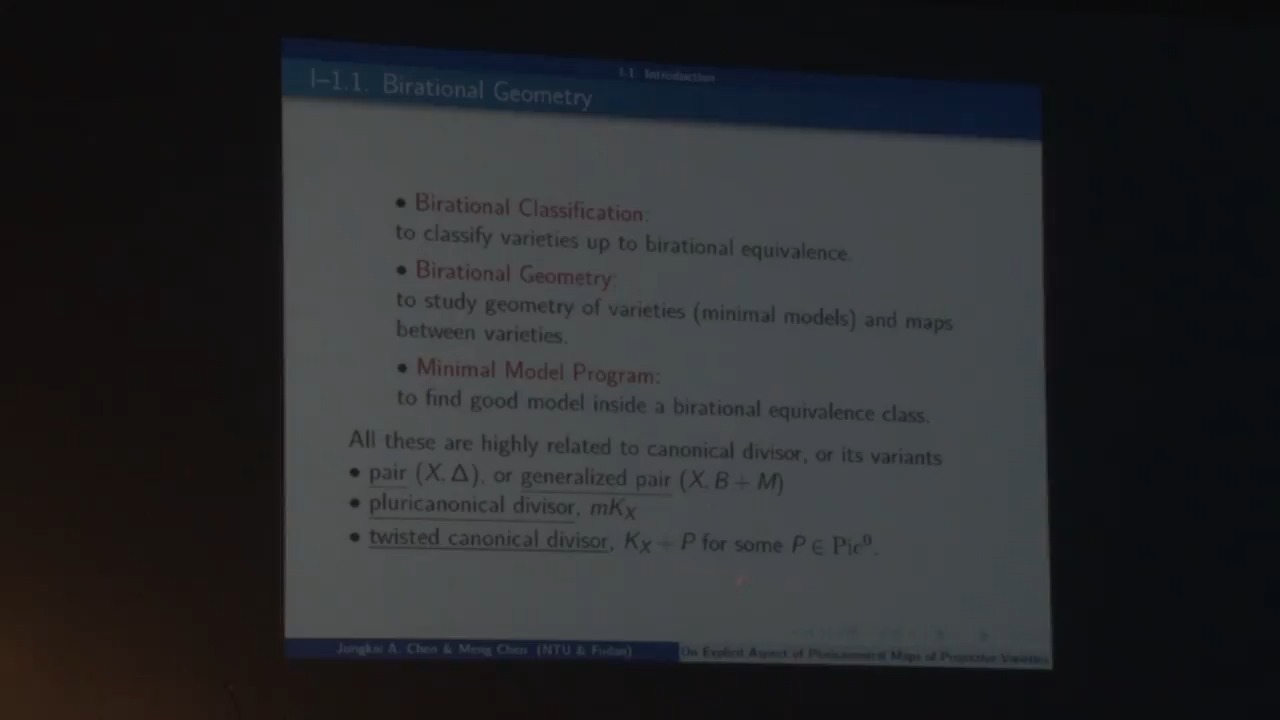 1.1. Introduction
I–1.1. Birational Geometry
• Birational Classification:
to classify varieties up to birational equivalence.
• Birational Geometry:
to study geometry of varieties (minimal models) and maps
between varieties.
• Minimal Model Program:
to find good model inside a birational equivalence class.
All these are highly related to canonical divisor, or its variants
• pair (X, Δ), or generalized pair (X, B + M)
• pluricanonical divisor, mK_X
• twisted canonical divisor, K_X + P for some P ∈ Pic⁰.
Jungkai A. Chen & Meng Chen (NTU & Fudan)
On Explicit Aspect of Pluricanonical Maps of Projective Varieties